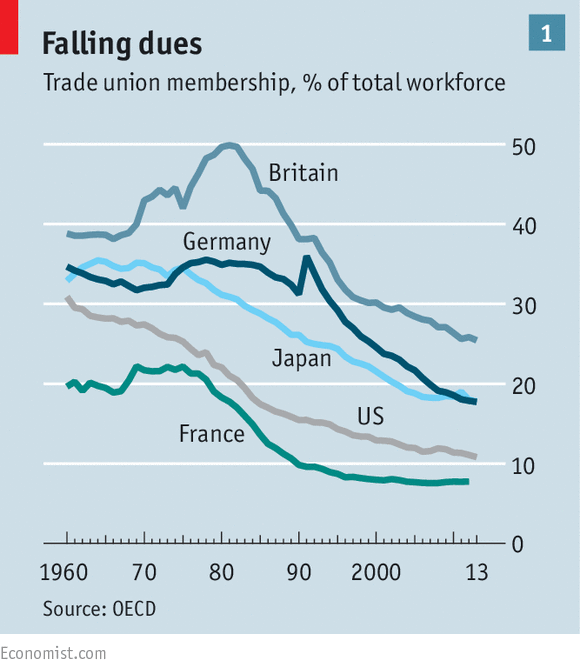 Falling dues
1
Trade union membership, % of total workforce
50
Britain
40
Germany
30
Japan
20
US
France
10
0
1960 70 80 90 2000 13
Source: OECD
Economist.com